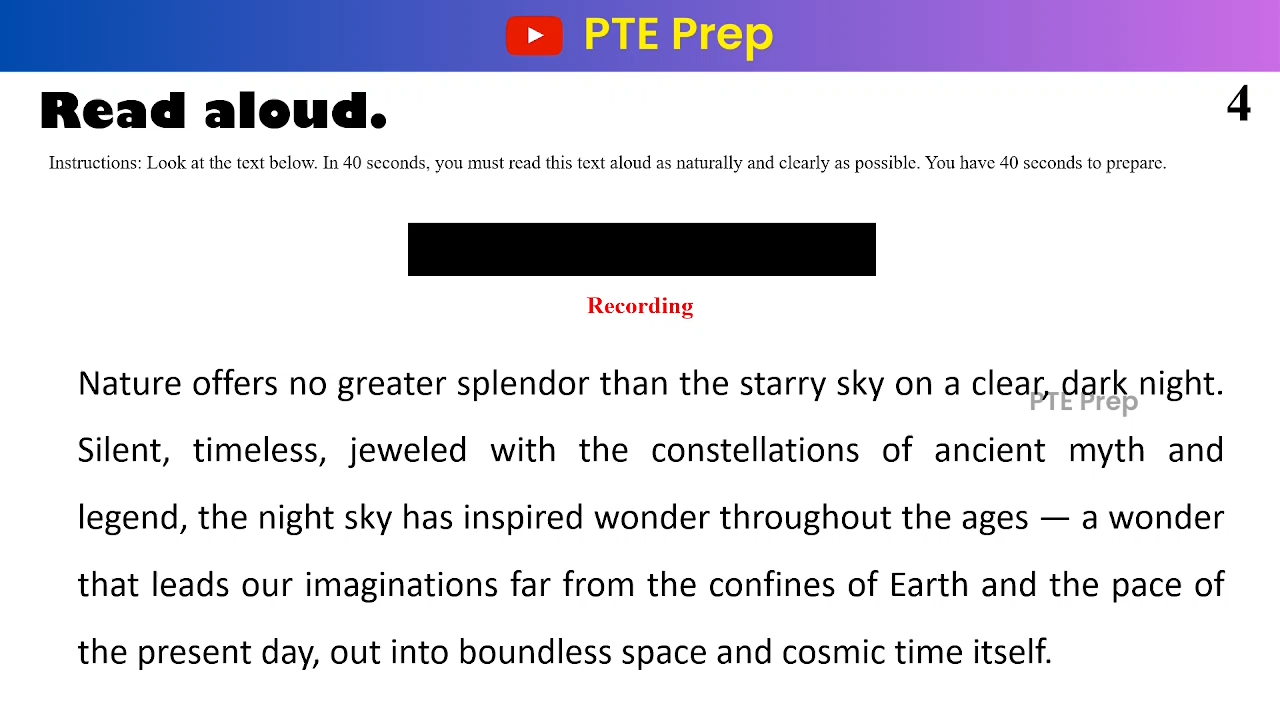 PTE Prep
Read aloud.
4
Instructions: Look at the text below. In 40 seconds, you must read this text aloud as naturally and clearly as possible. You have 40 seconds to prepare.
Recording
Nature offers no greater splendor than the starry sky on a clear, dark night.
PTE Prep
Silent, timeless, jeweled with the constellations of ancient myth and
legend, the night sky has inspired wonder throughout the ages — a wonder
that leads our imaginations far from the confines of Earth and the pace of
the present day, out into boundless space and cosmic time itself.